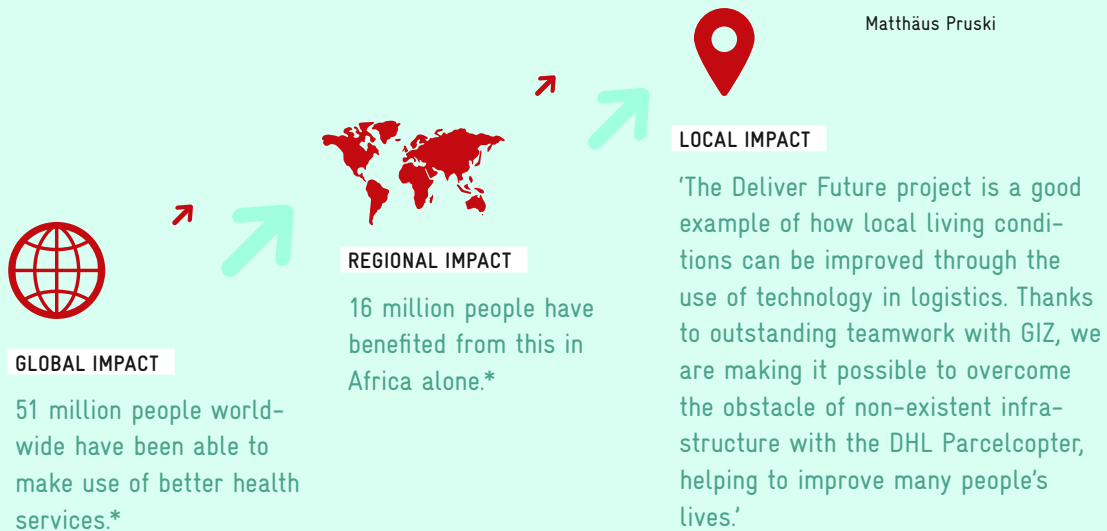 Matthäus Pruski
LOCAL IMPACT
'The Deliver Future project is a good
example of how local living condi-
tions can be improved through the
use of technology in logistics. Thanks
to outstanding teamwork with GIZ, we
are making it possible to overcome
the obstacle of non-existent infra-
structure with the DHL Parcelcopter,
helping to improve many people's
lives.'
REGIONAL IMPACT
16 million people have
benefited from this in
Africa alone.*
GLOBAL IMPACT
51 million people world-
wide have been able to
make use of better health
services.*